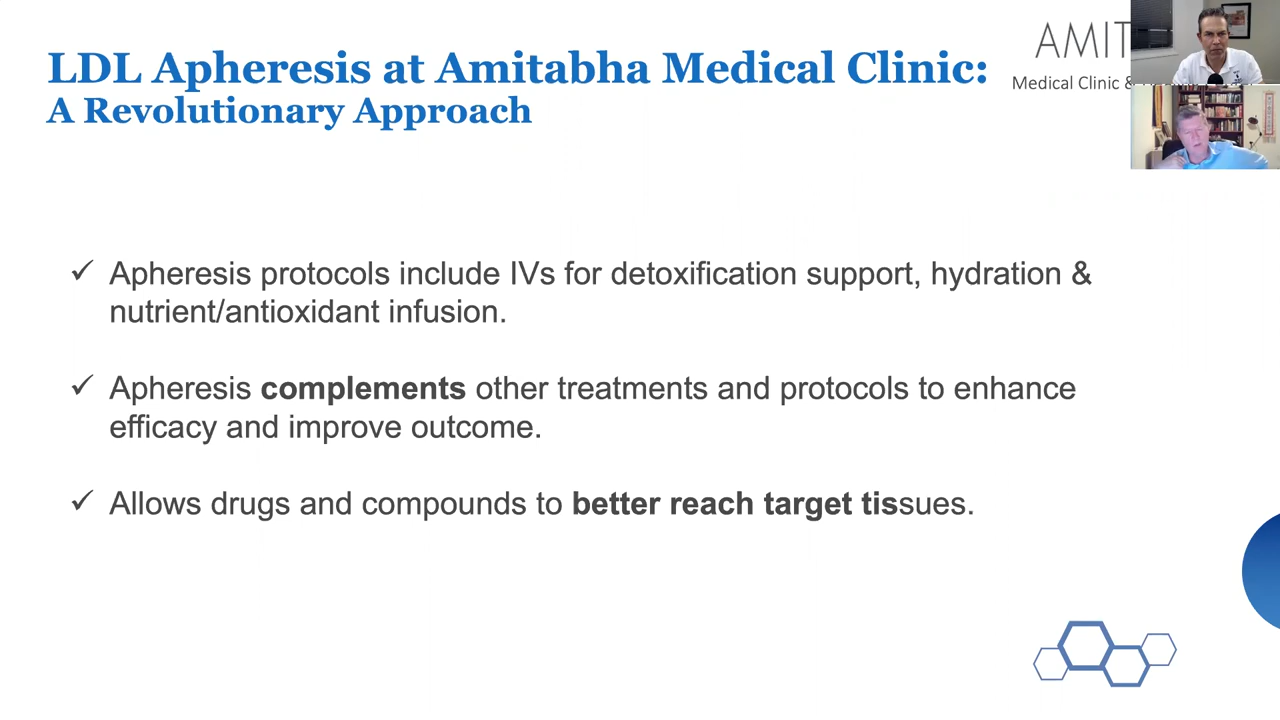 LDL Apheresis at Amitabha Medical Clinic:
A Revolutionary Approach
AMIT
Medical Clinic &
✓ Apheresis protocols include IVs for detoxification support, hydration &
nutrient/antioxidant infusion.
✓ Apheresis complements other treatments and protocols to enhance
efficacy and improve outcome.
✓ Allows drugs and compounds to better reach target tissues.